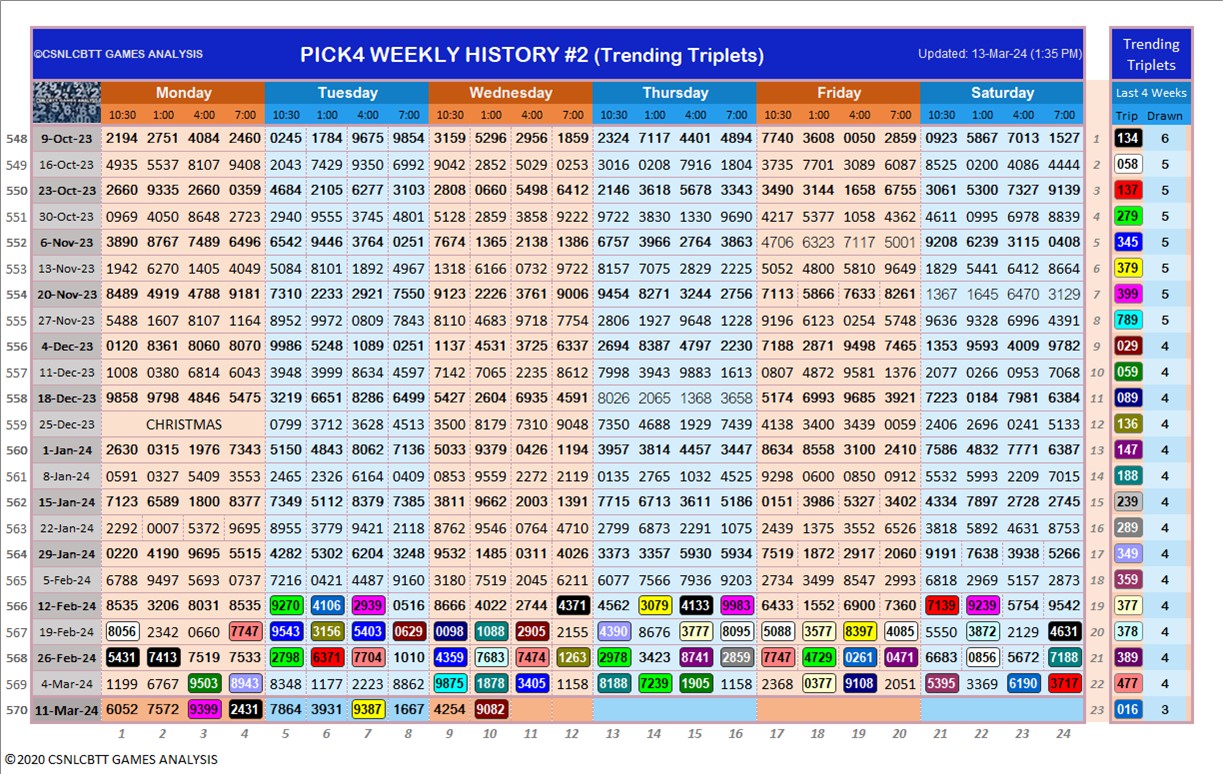 ©CSNLCBTT GAMES ANALYSIS PICK4 WEEKLY HISTORY #2 (Trending Triplets) Updated: 13-Mar-24 (1:35 PM) Trending Triplets
Monday Tuesday Wednesday Thursday Friday Saturday Last 4 Weeks
10:30 1:00 4:00 7:00 10:30 1:00 4:00 7:00 10:30 1:00 4:00 7:00 10:30 1:00 4:00 7:00 10:30 1:00 4:00 7:00 10:30 1:00 4:00 7:00 Trip Drawn
548 9-Oct-23 2194 2751 4084 2460 0245 1784 9675 9854 3159 5296 2956 1859 2324 7117 4401 4894 7740 3608 0050 2859 0923 5867 7013 1527 1 134 6
549 16-Oct-23 4935 5537 8107 9408 2043 7429 9350 6992 9042 2852 5029 0253 3016 0208 7916 1804 3735 7701 3089 6087 8525 0200 4086 4444 2 058 5
550 23-Oct-23 2660 9335 2660 0359 4684 2105 6277 3103 2808 0660 5498 6412 2146 3618 5678 3343 3490 3144 1658 6755 3061 5300 7327 9139 3 137 5
551 30-Oct-23 0969 4050 8648 2723 2940 9555 3745 4801 5128 2859 3858 9222 9722 3830 1330 9690 4217 5377 1058 4362 4611 0995 6978 8839 4 279 5
552 6-Nov-23 3890 8767 7489 6496 6542 9446 3764 0251 7674 1365 2138 1386 6757 3966 2764 3863 4706 6323 7117 5001 9208 6239 3115 0408 5 345 5
553 13-Nov-23 1942 6270 1405 4049 5084 8101 1892 4967 1318 6166 0732 9722 8157 7075 2829 2225 5052 4800 5810 9649 1829 5441 6412 8664 6 379 5
554 20-Nov-23 8489 4919 4788 9181 7310 2233 2921 7550 9123 2226 3761 9006 9454 8271 3244 2756 7113 5866 7633 8261 1367 1645 6470 3129 7 399 5
555 27-Nov-23 5488 1607 8107 1164 8952 9972 0809 7843 8110 4683 9718 7754 2806 1927 9648 1228 9196 6123 0254 5748 9636 9328 6996 4391 8 789 5
556 4-Dec-23 0120 8361 8060 8070 9986 5248 1089 0251 1137 4531 3725 6337 2694 8387 4797 2230 7188 2871 9498 7465 1353 9593 4009 9782 9 029 4
557 11-Dec-23 1008 0380 6814 6043 3948 3999 8634 4597 7142 7065 2235 8612 7998 3943 9883 1613 0807 4872 9581 1376 2077 0266 0953 7068 10 059 4
558 18-Dec-23 9858 9798 4846 5475 3219 6651 8286 6499 5427 2604 6935 4591 8026 2065 1368 3658 5174 6993 9685 3921 7223 0184 7981 6384 11 089 4
559 25-Dec-23 CHRISTMAS 0799 3712 3628 4513 3500 8179 7310 9048 7350 4688 1929 7439 4138 3400 3439 0059 2406 2696 0241 5133 12 136 4
560 1-Jan-24 2630 0315 1976 7343 5150 4843 8062 7136 5033 9379 0426 1194 3957 3814 4457 3447 8634 8558 3100 2410 7586 4832 7771 6387 13 147 4
561 8-Jan-24 0591 0327 5409 3553 2465 2326 6164 0405 0853 9559 2272 2119 0135 2765 1035 4525 9298 0600 0850 0912 5532 5993 2209 7015 14 188 4
562 15-Jan-24 7123 6589 1800 8377 7349 5112 8379 7385 3811 9662 2003 1391 7715 6713 3611 5186 0151 3986 5327 3402 4334 7897 2728 2745 15 239 4
563 22-Jan-24 2292 0007 5372 9695 8955 3779 9421 2118 8762 9546 0764 4710 2799 6873 2291 1075 2439 1375 3552 6526 3818 5892 4631 8753 16 289 4
564 29-Jan-24 0220 4190 9695 5515 4282 5302 6204 3248 9532 1485 0311 4026 3373 3357 5930 5934 7519 1872 2917 2060 9191 7638 3938 5266 17 349 4
565 5-Feb-24 6788 9497 5693 0737 7216 0421 4487 9160 3180 7519 2045 6211 6077 7566 7936 9203 2734 3499 8547 2993 6818 2969 5157 2873 18 359 4
566 12-Feb-24 8535 3206 8031 8535 9270 4106 2939 0516 8666 4022 2744 4371 4562 3079 4133 9983 6433 1552 6900 7360 7139 9239 5754 9542 19 377 4
567 19-Feb-24 8056 2342 0660 7747 9543 3156 5403 0629 0098 1088 2905 2155 4390 8676 3777 8095 5088 3577 8397 4085 5550 3872 2129 4631 20 378 4
568 26-Feb-24 5431 7413 7519 7533 2798 6371 7704 1010 4359 7683 7474 1263 2978 3423 8741 2859 7747 4729 0261 0471 6683 0856 5672 7188 21 389 4
569 4-Mar-24 1199 6767 9503 8943 8348 1177 2223 8862 9875 1878 3405 1158 8188 7239 1905 1158 2368 0377 9108 2051 5395 3369 6190 3717 22 477 4
570 11-Mar-24 6052 7572 9399 2431 7864 3931 9387 1667 4254 9082 23 016 3
1 2 3 4 5 6 7 8 9 10 11 12 13 14 15 16 17 18 19 20 21 22 23 24
©2020 CSNLCBTT GAMES ANALYSIS